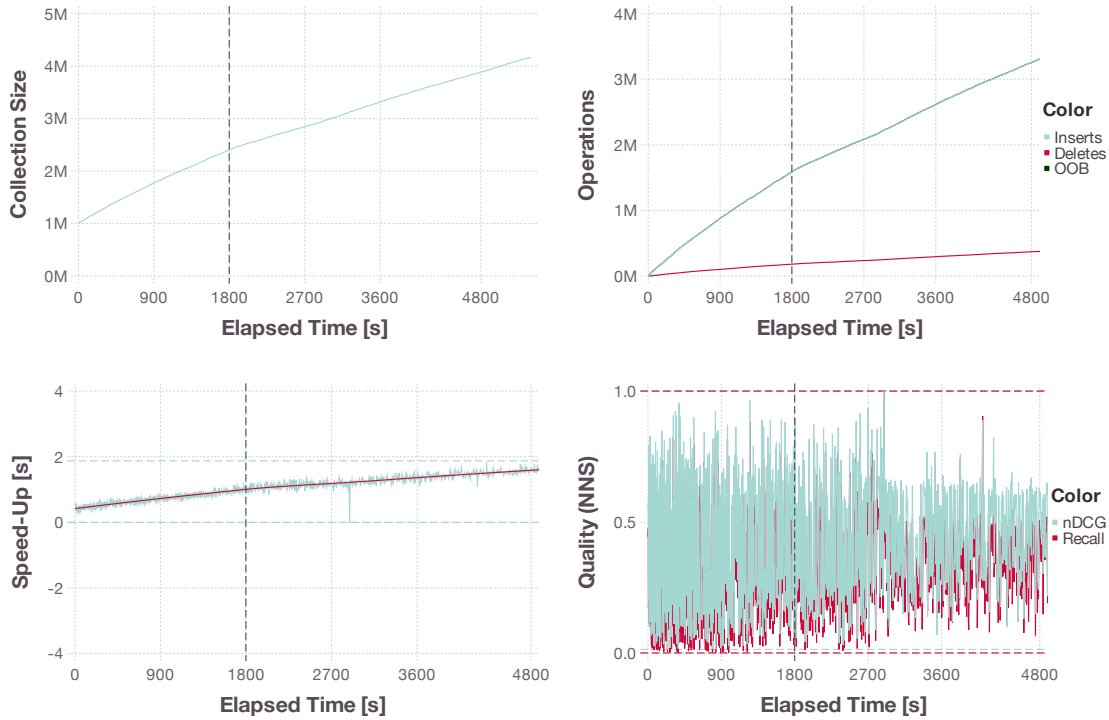 Collection Size
5M
4M
3M
2M
1M
0M
0 900 1800 2700 3600 4800
Elapsed Time [s]
Operations
4M
3M
2M
1M
0M
0 900 1800 2700 3600 4800
Elapsed Time [s]
Color
Inserts
Deletes
OOB
Speed-Up [s]
4
2
0
-2
-4
0 900 1800 2700 3600 4800
Elapsed Time [s]
Quality (NNS)
1.0
0.5
0.0
0 900 1800 2700 3600 4800
Elapsed Time [s]
Color
nDCG
Recall